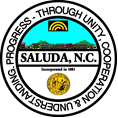 UNDERSTANDING PROGRESS - THROUGH UNITY, COOPERATION &
SALUDA, N.C.
Incorporated in 1881